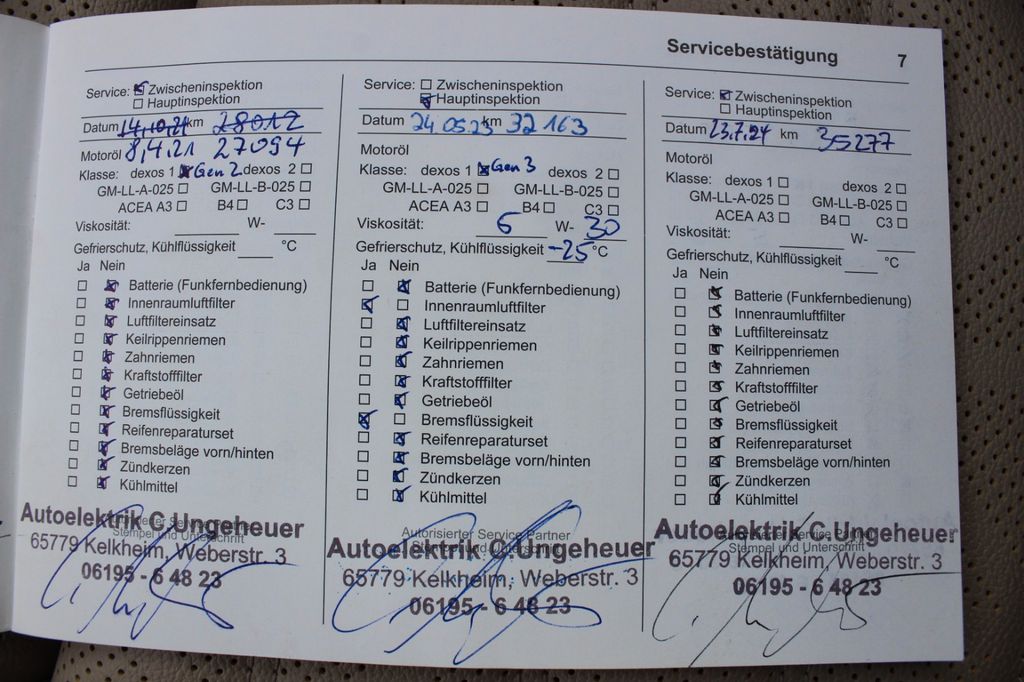 Servicebestätigung 7
Service: Zwischeninspektion
Hauptinspektion
Datum 14.10.21 km 28012
Motoröl 8,4.21 27094
Klasse: dexos 1 Gen 2 dexos 2
GM-LL-A-025 GM-LL-B-025
ACEA A3 B4 C3
Viskosität: W-
Gefrierschutz, Kühlflüssigkeit °C
Ja Nein
Batterie (Funkfernbedienung)
Innenraumluftfilter
Luftfiltereinsatz
Keilrippenriemen
Zahnriemen
Kraftstofffilter
Getriebeöl
Bremsflüssigkeit
Reifenreparaturset
Bremsbeläge vorn/hinten
Zündkerzen
Kühlmittel
Autoelektrik C.Ungeheuer
Stempel und Unterschrift
65779 Kelkheim, Weberstr. 3
06195 - 6 48 23
Service: Zwischeninspektion
Hauptinspektion
Datum 24.05.23 km 32163
Motoröl
Klasse: dexos 1 Gen 3 dexos 2
GM-LL-A-025 GM-LL-B-025
ACEA A3 B4 C3
Viskosität: W- 30
Gefrierschutz, Kühlflüssigkeit -25 °C
Ja Nein
Batterie (Funkfernbedienung)
Innenraumluftfilter
Luftfiltereinsatz
Keilrippenriemen
Zahnriemen
Kraftstofffilter
Getriebeöl
Bremsflüssigkeit
Reifenreparaturset
Bremsbeläge vorn/hinten
Zündkerzen
Kühlmittel
Autorisierter Service Partner
Autoelektrik C.Ungeheuer
65779 Kelkheim, Weberstr. 3
06195 - 6 48 23
Service: Zwischeninspektion
Hauptinspektion
Datum 23.7.24 km 35277
Motoröl
Klasse: dexos 1 dexos 2
GM-LL-A-025 GM-LL-B-025
ACEA A3 B4 C3
Viskosität: W-
Gefrierschutz, Kühlflüssigkeit °C
Ja Nein
Batterie (Funkfernbedienung)
Innenraumluftfilter
Luftfiltereinsatz
Keilrippenriemen
Zahnriemen
Kraftstofffilter
Getriebeöl
Bremsflüssigkeit
Reifenreparaturset
Bremsbeläge vorn/hinten
Zündkerzen
Kühlmittel
Autoelektrik C.Ungeheuer
Stempel und Unterschrift
65779 Kelkheim, Weberstr. 3
06195 - 6 48 23